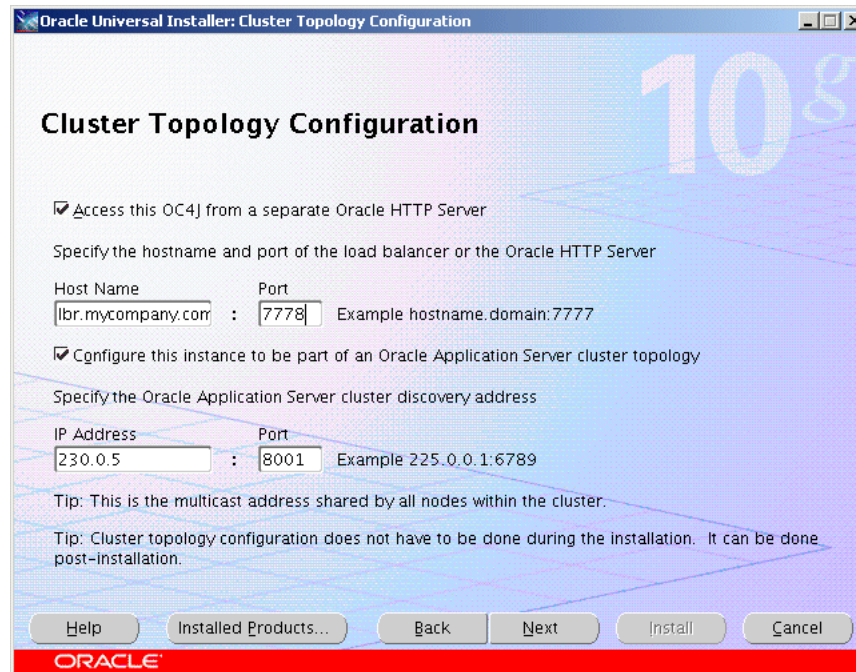 Oracle Universal Installer: Cluster Topology Configuration
10g
Cluster Topology Configuration
Access this OC4J from a separate Oracle HTTP Server
Specify the hostname and port of the load balancer or the Oracle HTTP Server
Host Name Port
lbr.mycompany.com : 7778 Example hostname.domain:7777
Configure this instance to be part of an Oracle Application Server cluster topology
Specify the Oracle Application Server cluster discovery address
IP Address Port
230.0.5 : 8001 Example 225.0.0.1:6789
Tip: This is the multicast address shared by all nodes within the cluster.
Tip: Cluster topology configuration does not have to be done during the installation. It can be done
post-installation.
Help Installed Products... Back Next Install Cancel
ORACLE